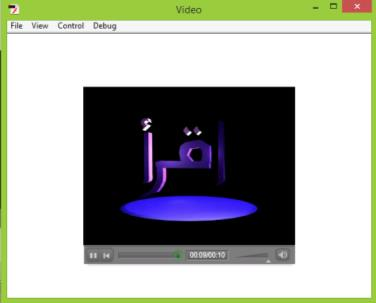 Video
File View Control Debug
اقرأ
00:09/00:10